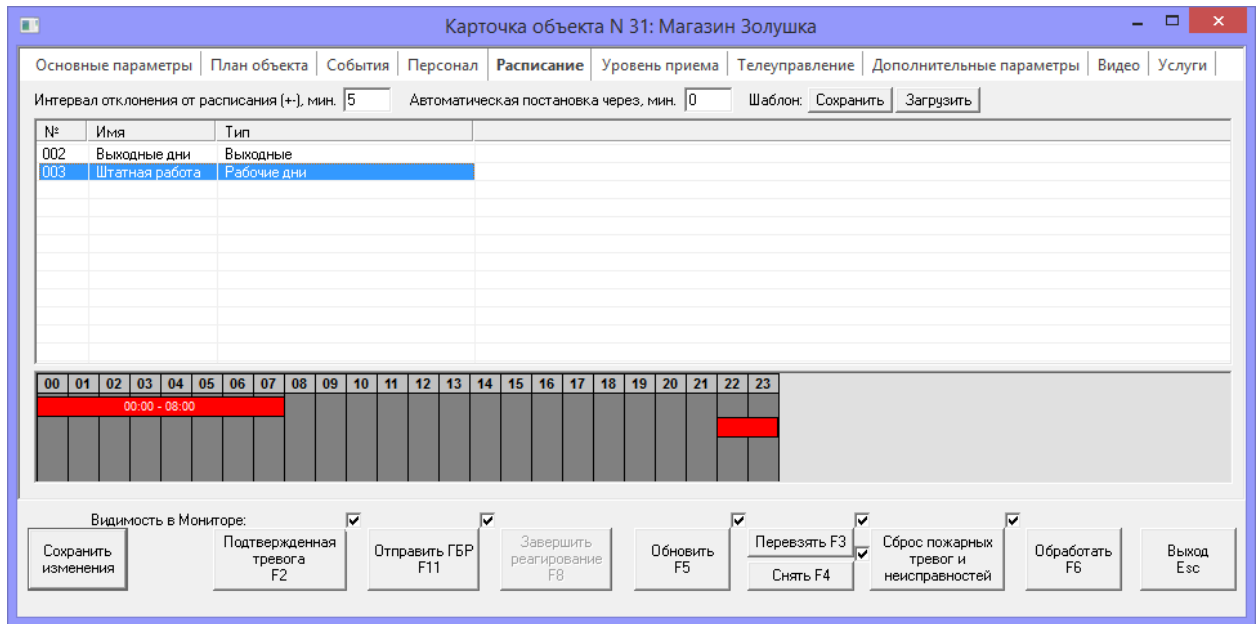 Карточка объекта N 31: Магазин Золушка
Основные параметры План объекта События Персонал Расписание Уровень приема Телеуправление Дополнительные параметры Видео Услуги
Интервал отклонения от расписания (+-), мин. 5 Автоматическая постановка через, мин. 0 Шаблон: Сохранить Загрузить
№ Имя Тип
002 Выходные дни Выходные
003 Штатная работа Рабочие дни
00 01 02 03 04 05 06 07 08 09 10 11 12 13 14 15 16 17 18 19 20 21 22 23
00:00 - 08:00
Видимость в Мониторе:
Сохранить
изменения
Подтвержденная
тревога
F2
Отправить ГБР
F11
Завершить
реагирование
F8
Обновить
F5
Перевзять F3
Снять F4
Сброс пожарных
тревог и
неисправностей
Обработать
F6
Выход
Esc